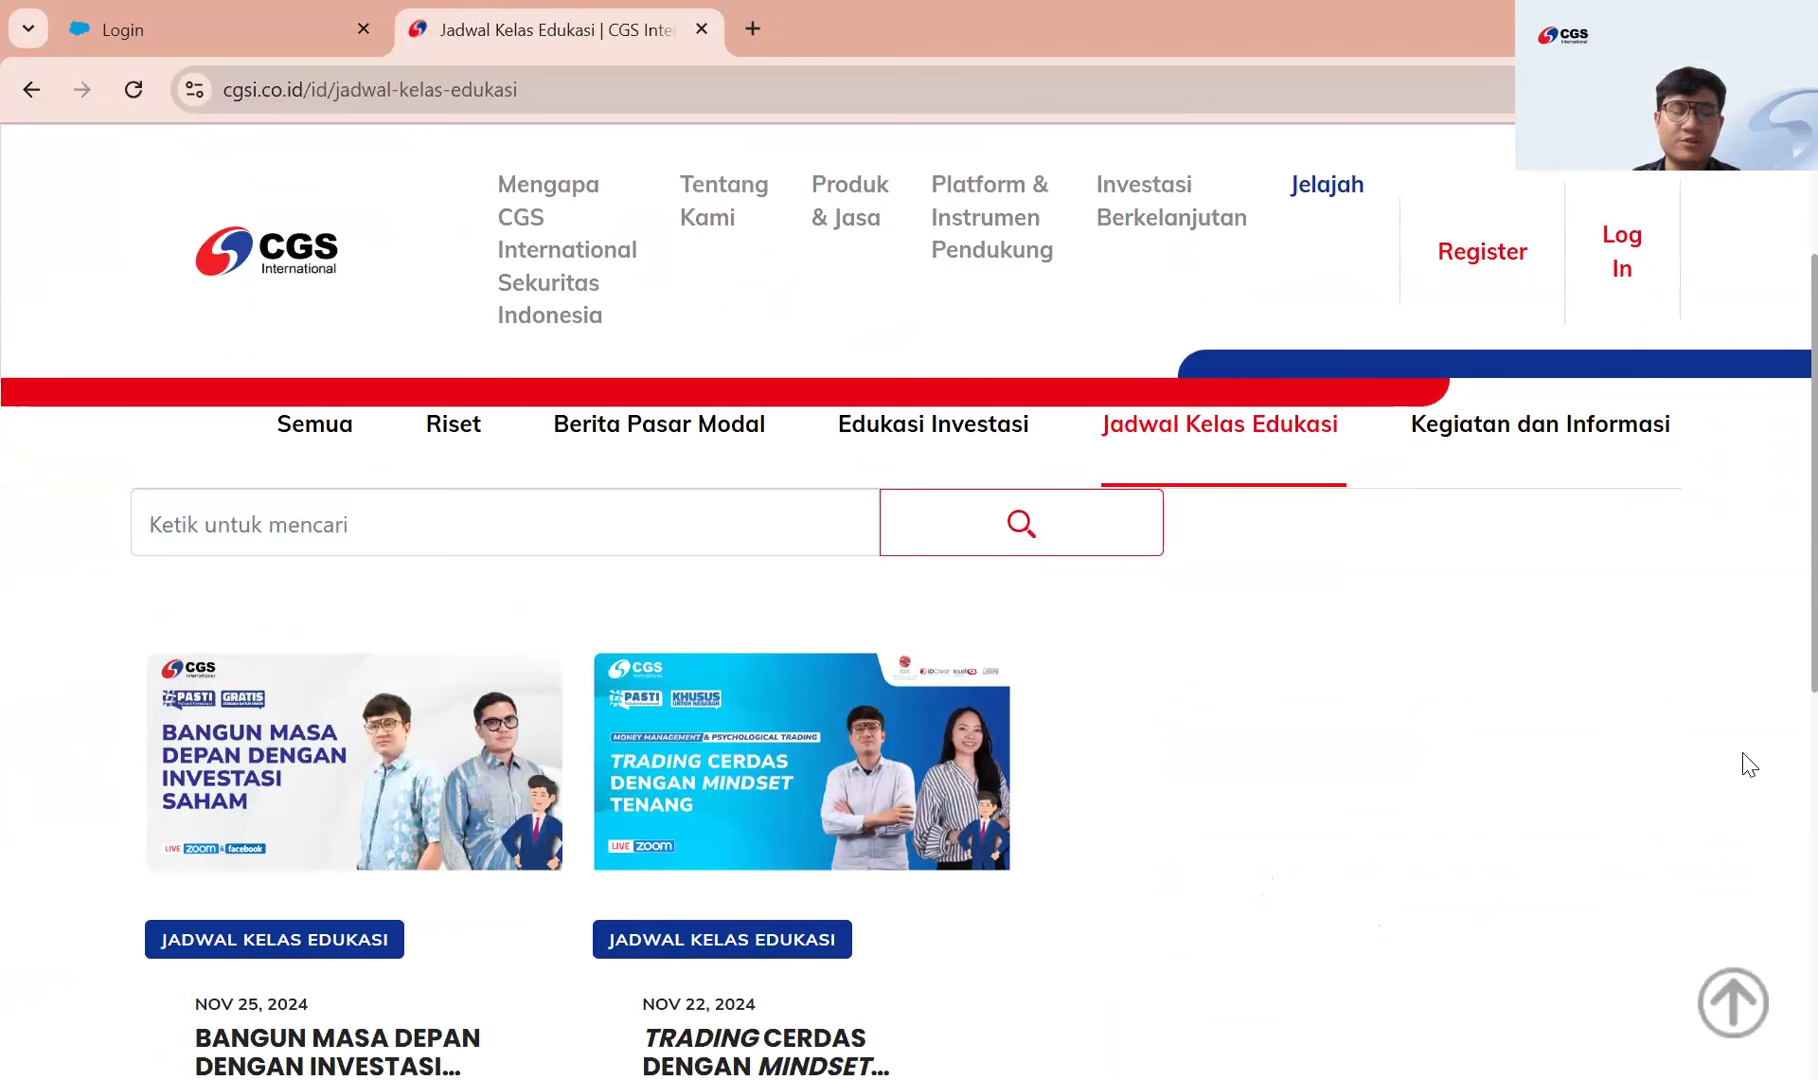 Login
Jadwal Kelas Edukasi | CGS Inte
cgsi.co.id/id/jadwal-kelas-edukasi
CGS
International
Mengapa
CGS
International
Sekuritas
Indonesia
Tentang
Kami
Produk
& Jasa
Platform &
Instrumen
Pendukung
Investasi
Berkelanjutan
Jelajah
Register
Log
In
CGS
International
Semua
Riset
Berita Pasar Modal
Edukasi Investasi
Jadwal Kelas Edukasi
Kegiatan dan Informasi
Ketik untuk mencari
CGS
International
#PASTI
GRATIS
BANGUN MASA
DEPAN DENGAN
INVESTASI
SAHAM
LIVE zoom & facebook
CGS
International
#PASTI
KHUSUS
UNTUK NASABAH
MONEY MANAGEMENT & PSYCHOLOGICAL TRADING
TRADING CERDAS
DENGAN MINDSET
TENANG
LIVE zoom
JADWAL KELAS EDUKASI
NOV 25, 2024
BANGUN MASA DEPAN
DENGAN INVESTASI...
JADWAL KELAS EDUKASI
NOV 22, 2024
TRADING CERDAS
DENGAN MINDSET...